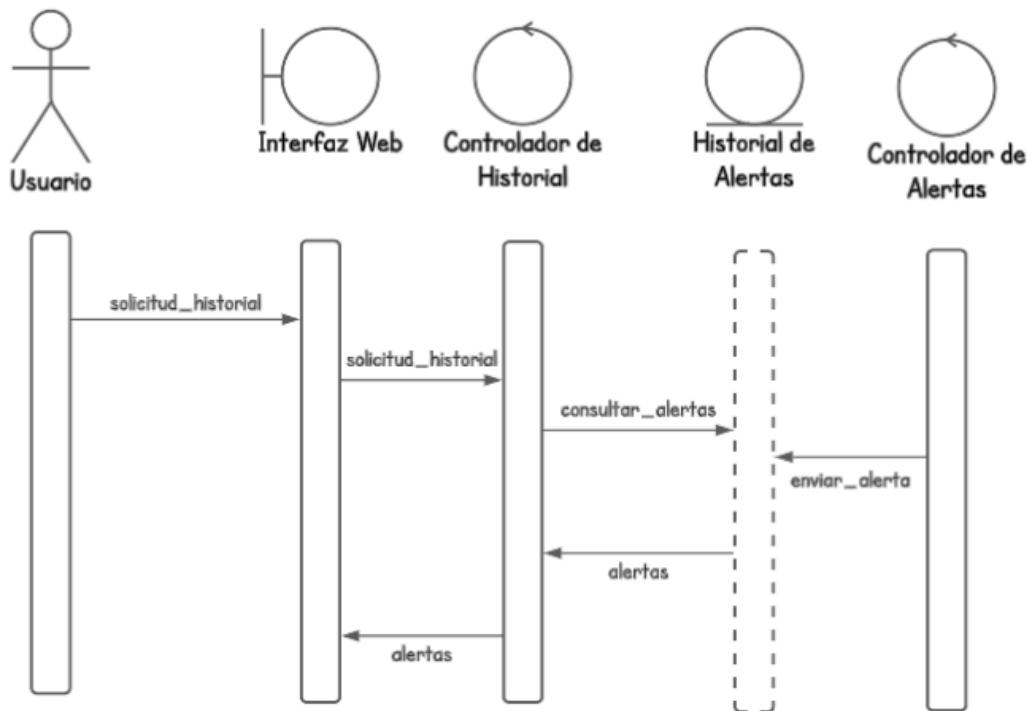 Usuario
Interfaz Web
Controlador de
Historial
Historial de
Alertas
Controlador de
Alertas
solicitud_historial
solicitud_historial
consultar_alertas
enviar_alerta
alertas
alertas